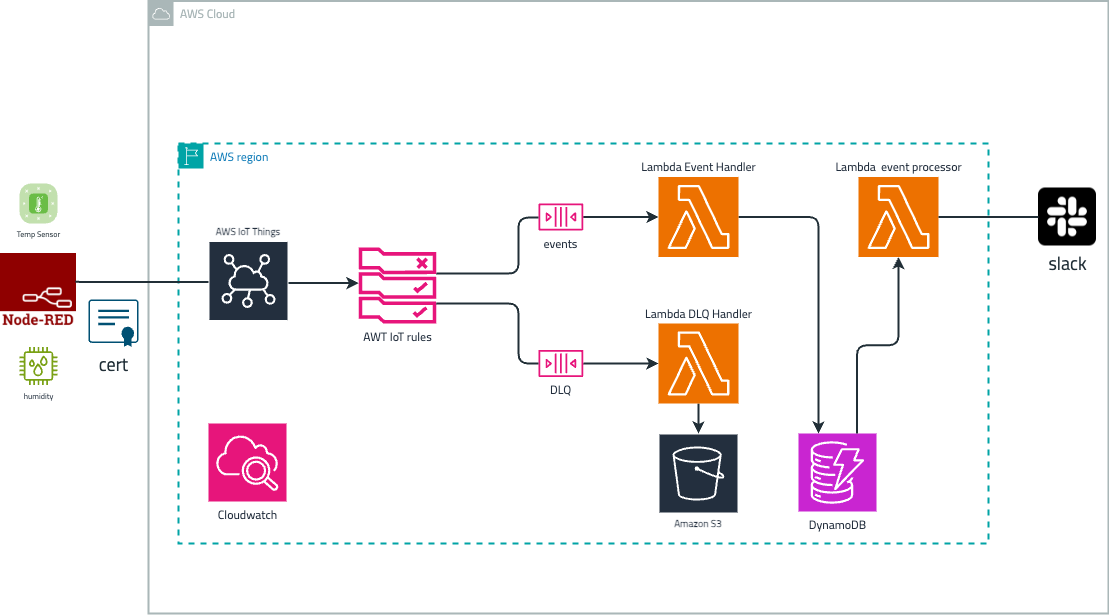 AWS Cloud
AWS region
Lambda Event Handler
Lambda event processor
Temp Sensor
AWS IoT Things
events
slack
Node-RED
Lambda DLQ Handler
AWT IoT rules
cert
DLQ
humidity
Cloudwatch
Amazon S3
DynamoDB